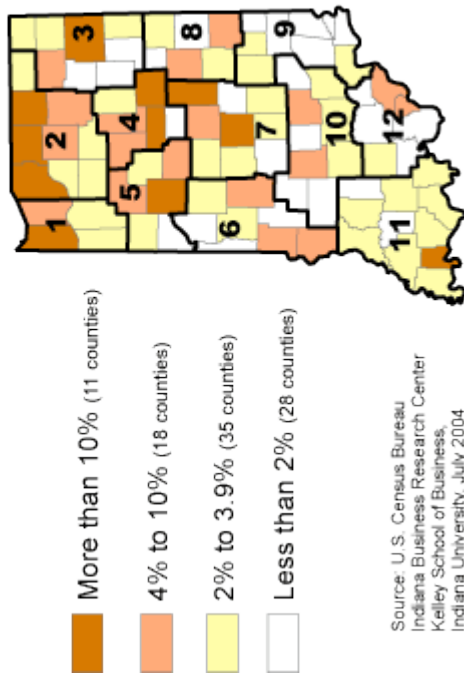 More than 10% (11 counties)
4% to 10% (18 counties)
2% to 3.9% (35 counties)
Less than 2% (28 counties)
Source: U.S. Census Bureau
Indiana Business Research Center
Kelley School of Business,
Indiana University, July 2004
1
2
3
4
5
6
7
8
9
10
11
12